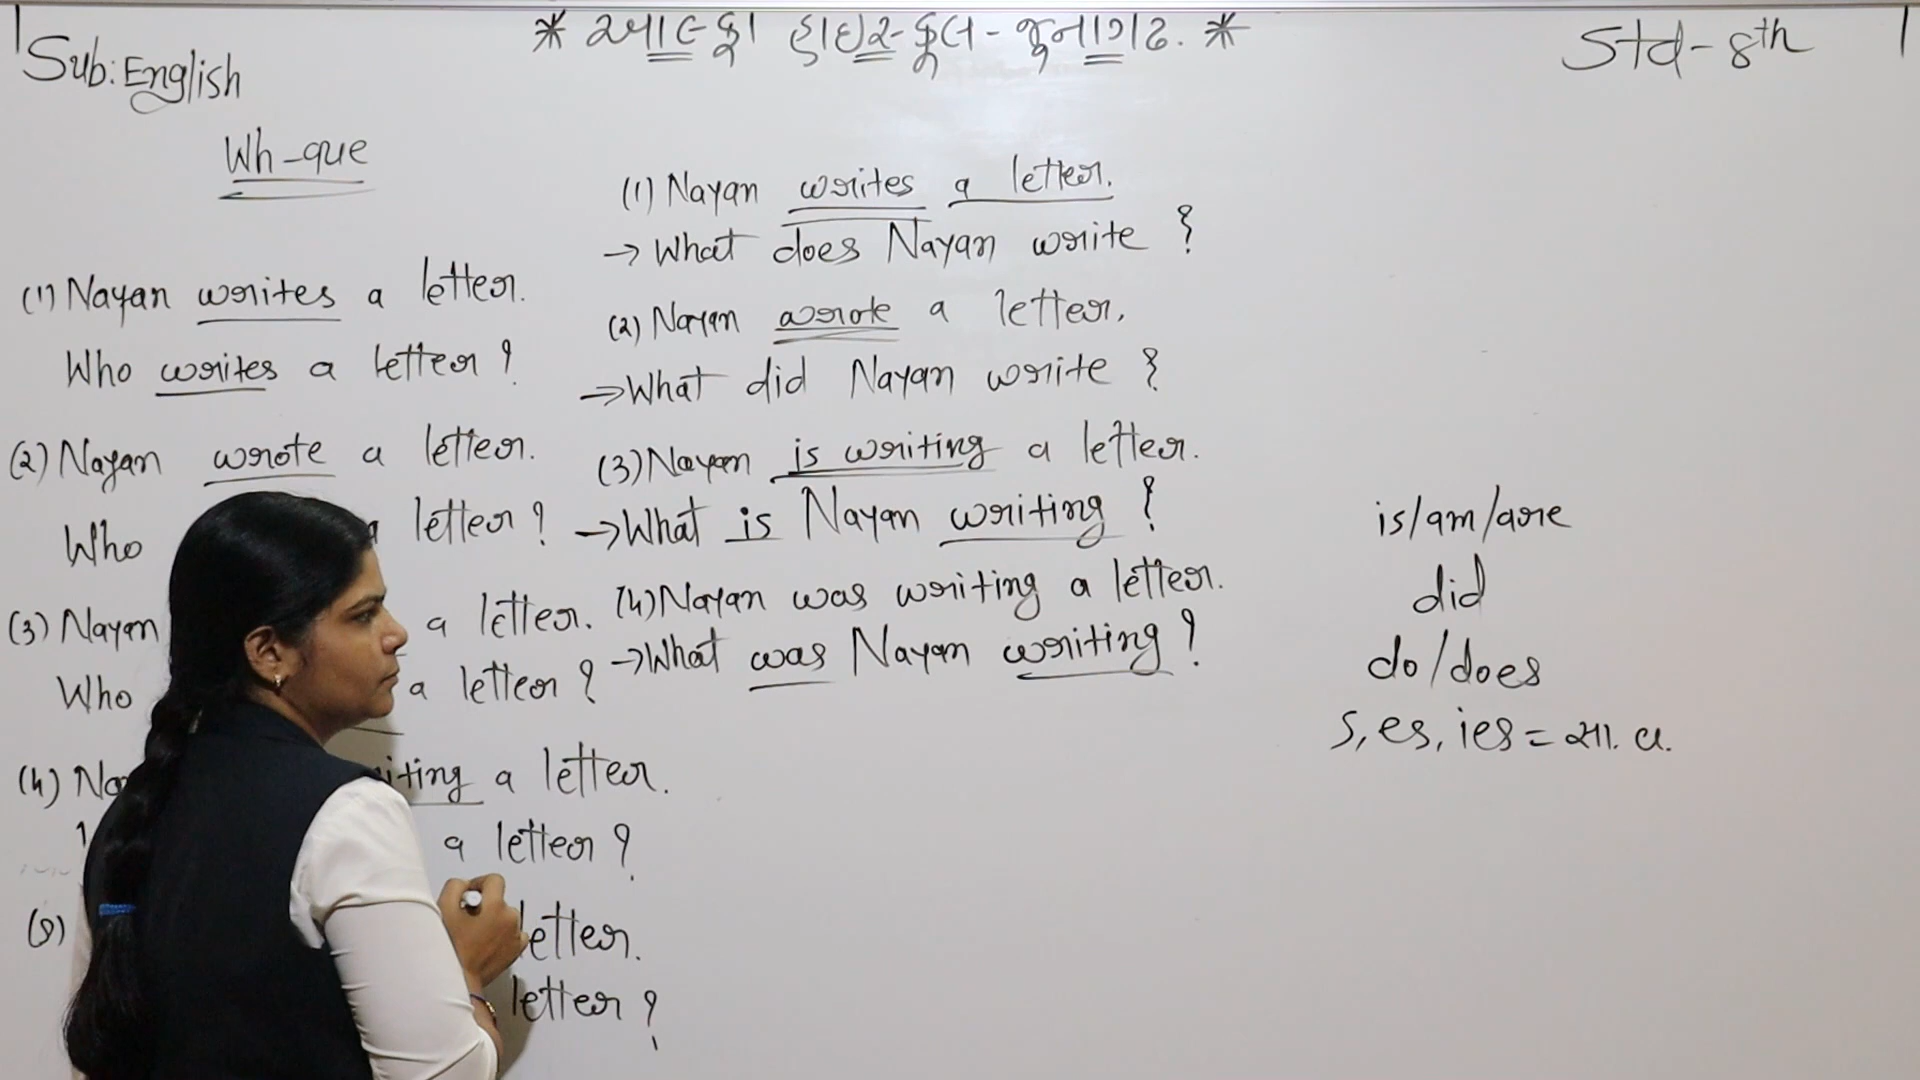 * આલ્ફા હાઇસ્કૂલ - જૂનાગઢ. *
Sub: English
Std - 8th
Wh-que
(1) Nayan writes a letter.
Who writes a letter?
(2) Nayan wrote a letter.
Who a letter?
(3) Nayan a letter.
Who a letter?
(4) a letter.
a letter?
(5) letter.
letter?
(1) Nayan writes a letter.
→ What does Nayan write?
(2) Nayan wrote a letter.
→ What did Nayan write?
(3) Nayan is writing a letter.
→ What is Nayan writing?
(4) Nayan was writing a letter.
→ What was Nayan writing?
is/am/are
did
do/does
s, es, ies = સા. વ.